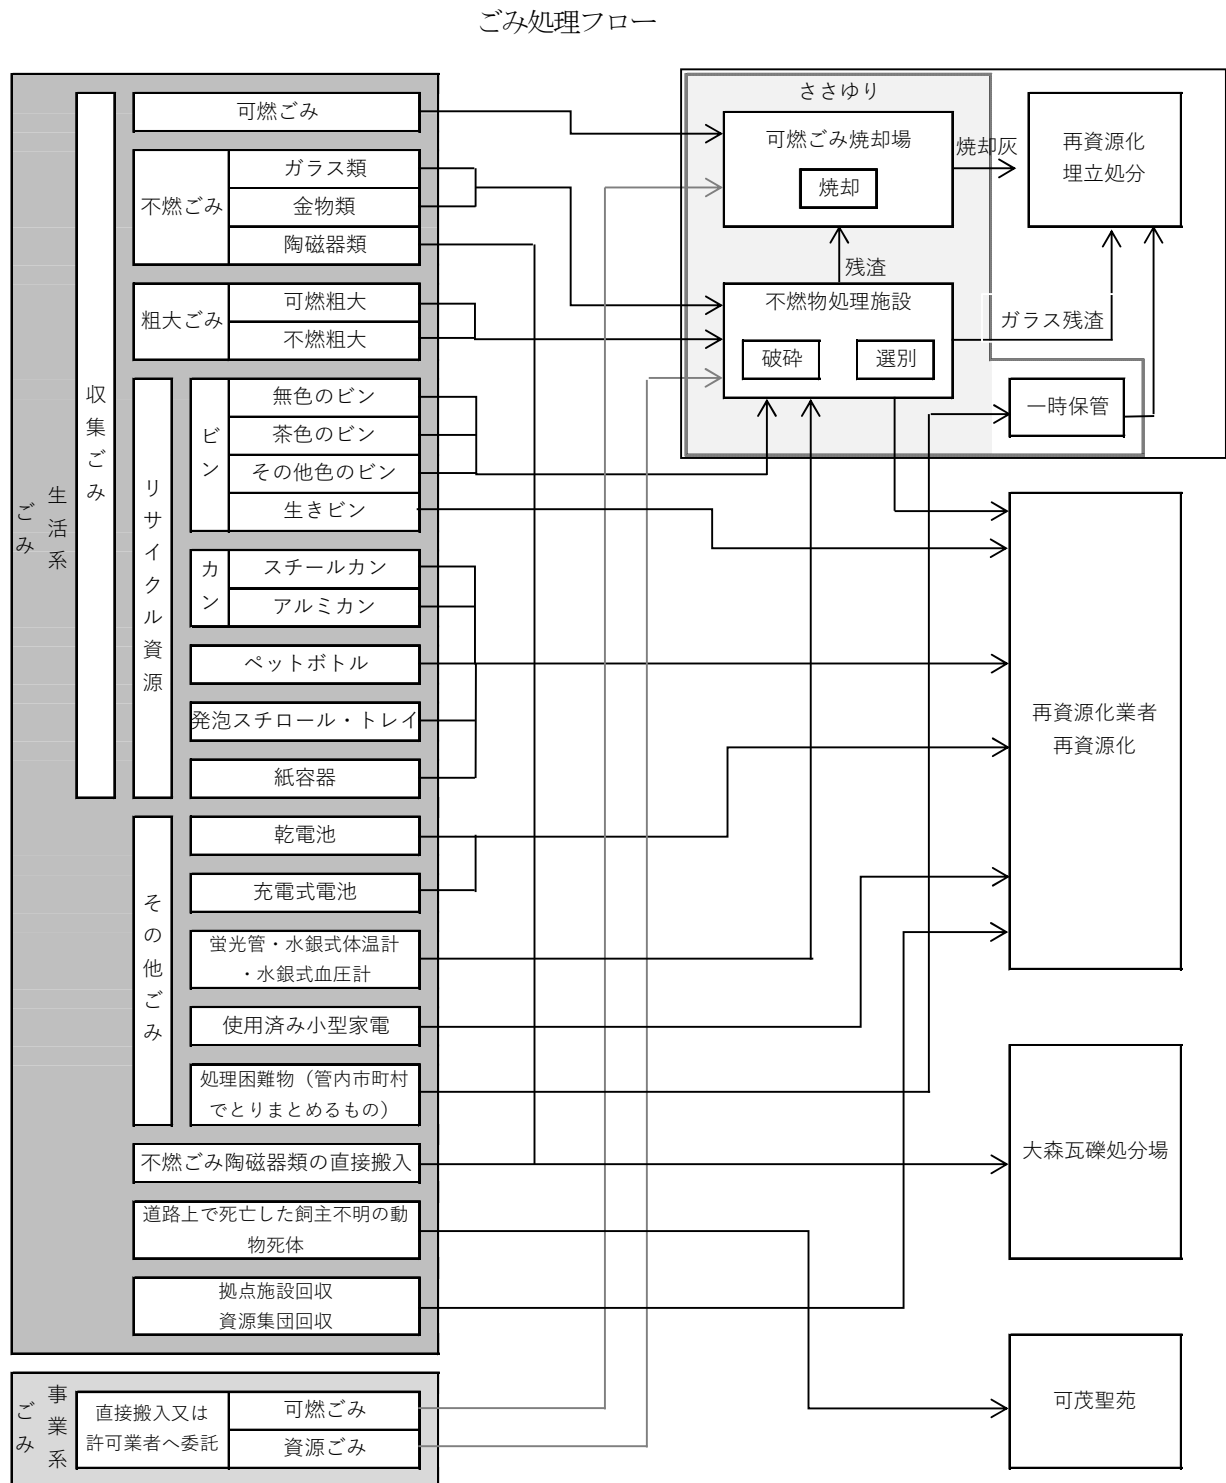 ごみ処理フロー
生活系
ごみ
収集ごみ
可燃ごみ
不燃ごみ
ガラス類
金物類
陶磁器類
粗大ごみ
可燃粗大
不燃粗大
リサイクル資源
ビン
無色のビン
茶色のビン
その他色のビン
生きビン
カン
スチールカン
アルミカン
ペットボトル
発泡スチロール・トレイ
紙容器
その他ごみ
乾電池
充電式電池
蛍光管・水銀式体温計
・水銀式血圧計
使用済み小型家電
処理困難物（管内市町村
でとりまとめるもの）
不燃ごみ陶磁器類の直接搬入
道路上で死亡した飼主不明の動
物死体
拠点施設回収
資源集団回収
事業系
ごみ
直接搬入又は
許可業者へ委託
可燃ごみ
資源ごみ
ささゆり
可燃ごみ焼却場
焼却
焼却灰
再資源化
埋立処分
残渣
不燃物処理施設
破砕
選別
ガラス残渣
一時保管
再資源化業者
再資源化
大森瓦礫処分場
可茂聖苑